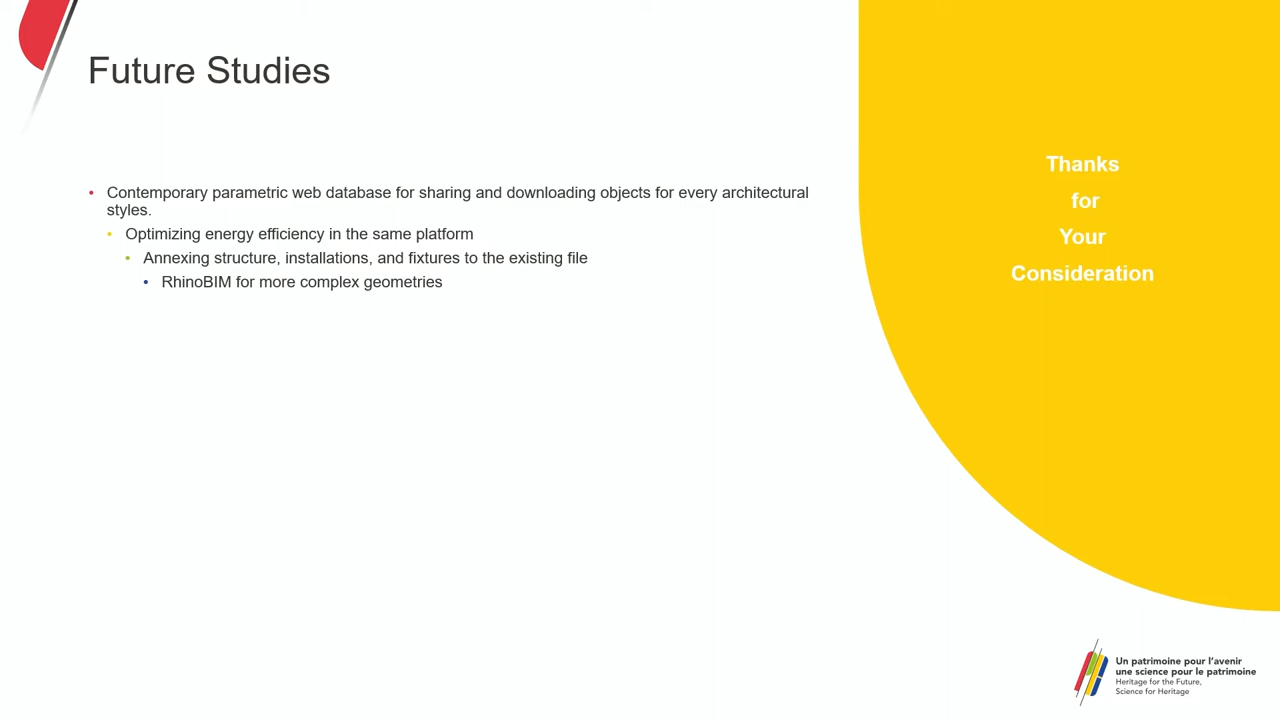 Future Studies
• Contemporary parametric web database for sharing and downloading objects for every architectural
styles.
• Optimizing energy efficiency in the same platform
• Annexing structure, installations, and fixtures to the existing file
• RhinoBIM for more complex geometries
Thanks
for
Your
Consideration
Un patrimoine pour l'avenir
une science pour le patrimoine
Heritage for the Future,
Science for Heritage